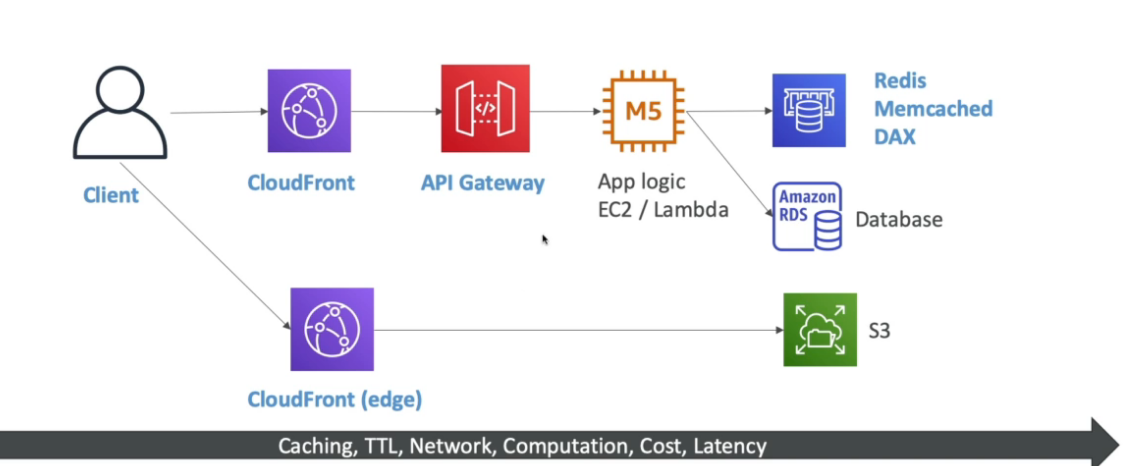 Client
CloudFront
API Gateway
</>
M5
App logic
EC2 / Lambda
Redis
Memcached
DAX
Amazon
RDS
Database
CloudFront (edge)
S3
Caching, TTL, Network, Computation, Cost, Latency